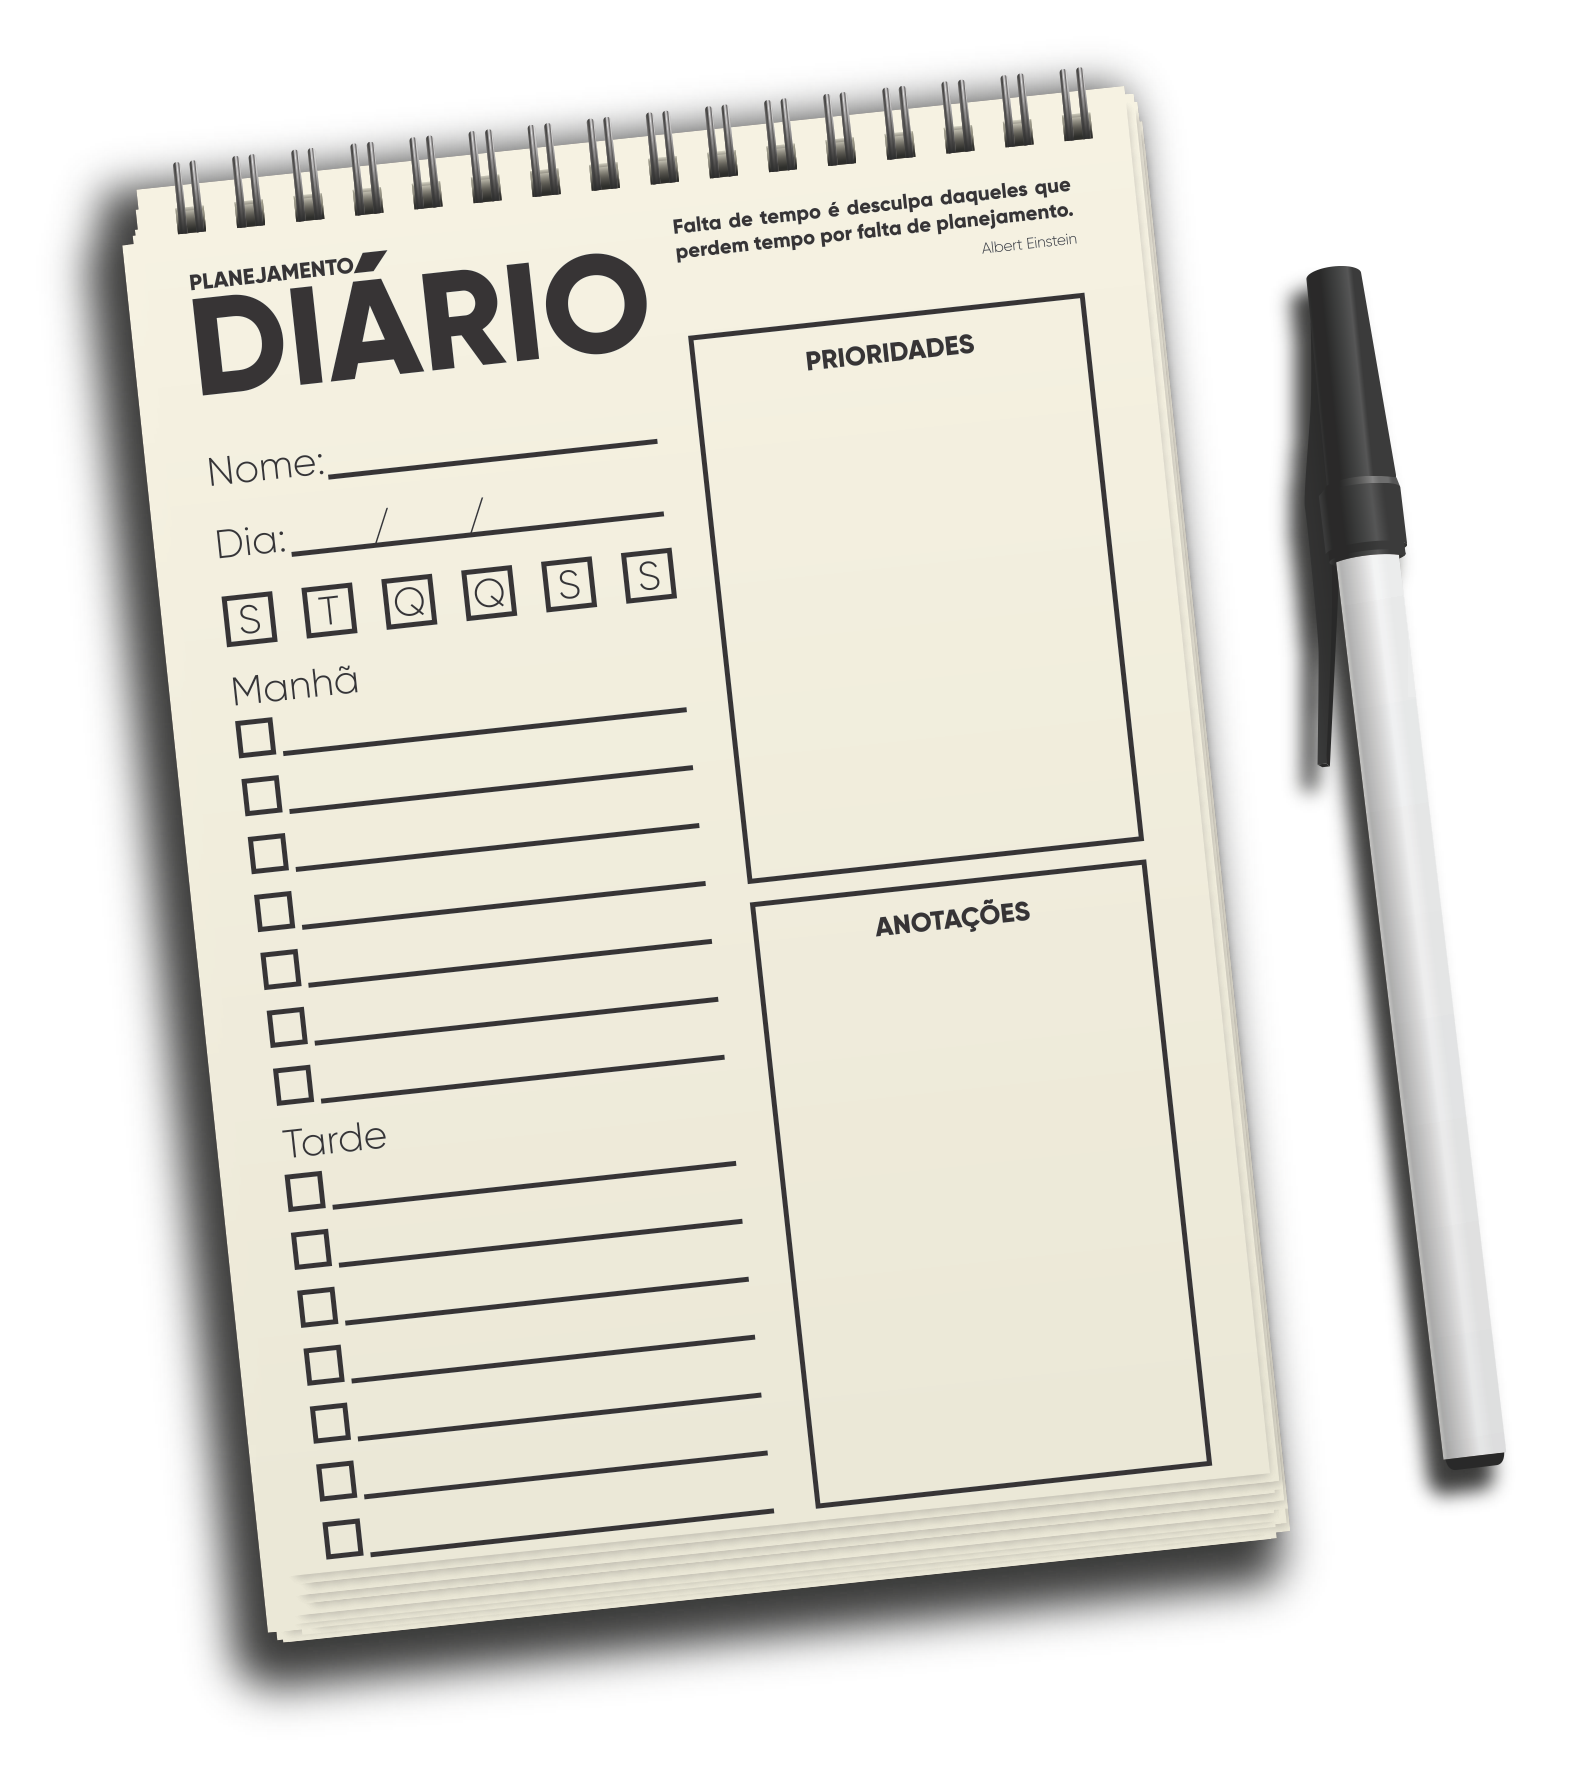 Falta de tempo é desculpa daqueles que
perdem tempo por falta de planejamento.
Albert Einstein
PLANEJAMENTO
DIÁRIO
Nome:
Dia: / /
S T Q Q S S
Manhã
Tarde
PRIORIDADES
ANOTAÇÕES